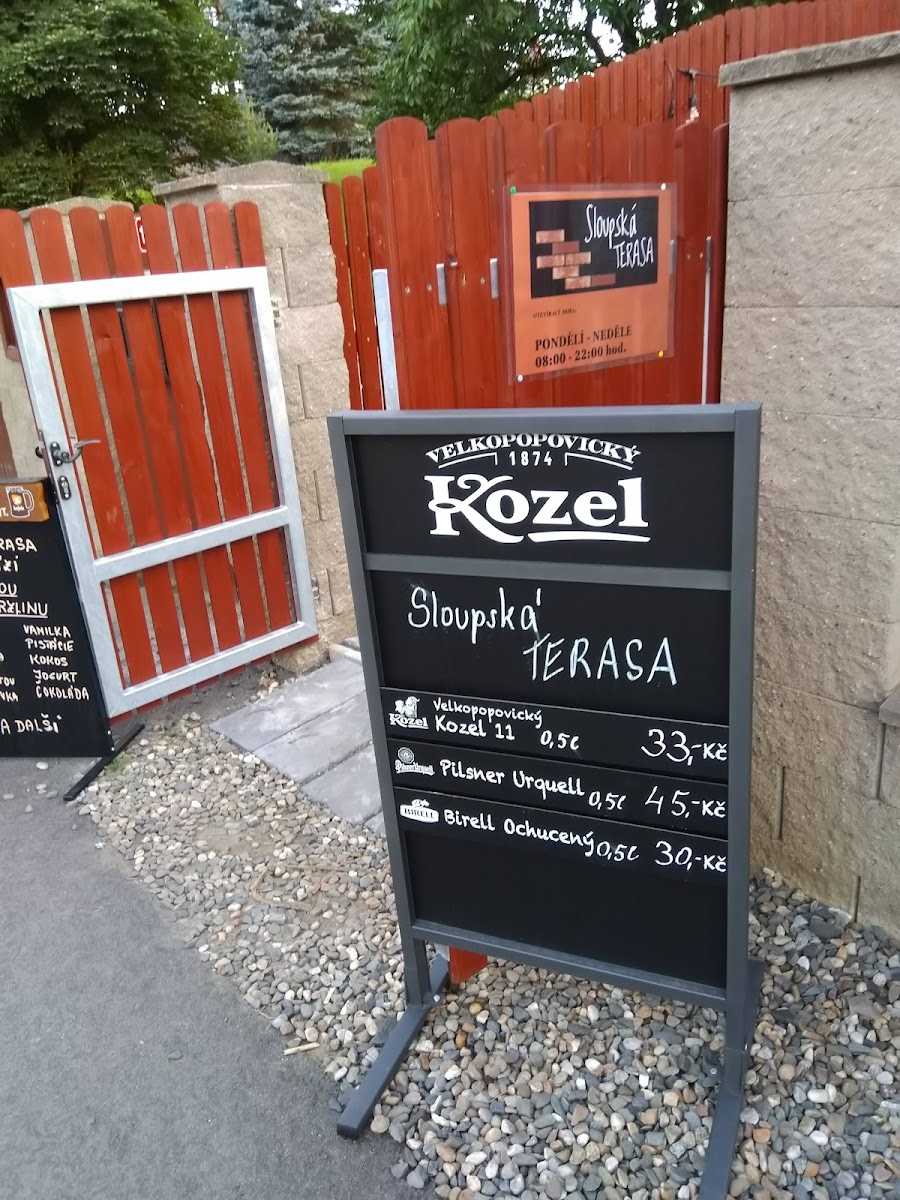 Sloupská
TERASA
OTEVÍRACÍ DOBA:
PONDĚLÍ - NEDĚLE
08:00 - 22:00 hod.
VELKOPOPOVICKÝ
1874
Kozel
Sloupská
TERASA
Kozel
Velkopopovický
Kozel 11 0,5l 33,-Kč
Pilsner Urquell
Pilsner Urquell 0,5l 45,-Kč
BIRELL
Birell Ochucený 0,5l 30,-Kč
VANILKA
PISTÁCIE
KOKOS
JOGURT
ČOKOLÁDA
A DALŠÍ